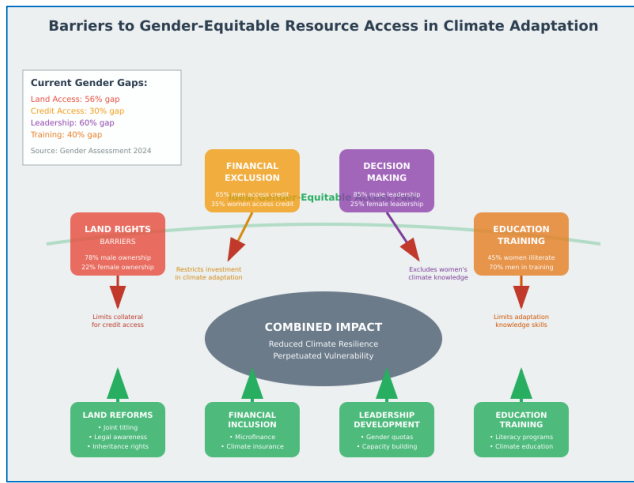 Barriers to Gender-Equitable Resource Access in Climate Adaptation
Current Gender Gaps:
Land Access: 56% gap
Credit Access: 30% gap
Leadership: 60% gap
Training: 40% gap
Source: Gender Assessment 2024
FINANCIAL
EXCLUSION
65% men access credit
35% women access credit
DECISION
MAKING
85% male leadership
25% female leadership
Gender-Equitable
LAND RIGHTS
BARRIERS
78% male ownership
22% female ownership
EDUCATION
TRAINING
45% women illiterate
70% men in training
Restricts investment
in climate adaptation
Excludes women's
climate knowledge
Limits collateral
for credit access
Limits adaptation
knowledge skills
COMBINED IMPACT
Reduced Climate Resilience
Perpetuated Vulnerability
LAND REFORMS
• Joint titling
• Legal awareness
• Inheritance rights
FINANCIAL
INCLUSION
• Microfinance
• Climate insurance
LEADERSHIP
DEVELOPMENT
• Gender quotas
• Capacity building
EDUCATION
TRAINING
• Literacy programs
• Climate education